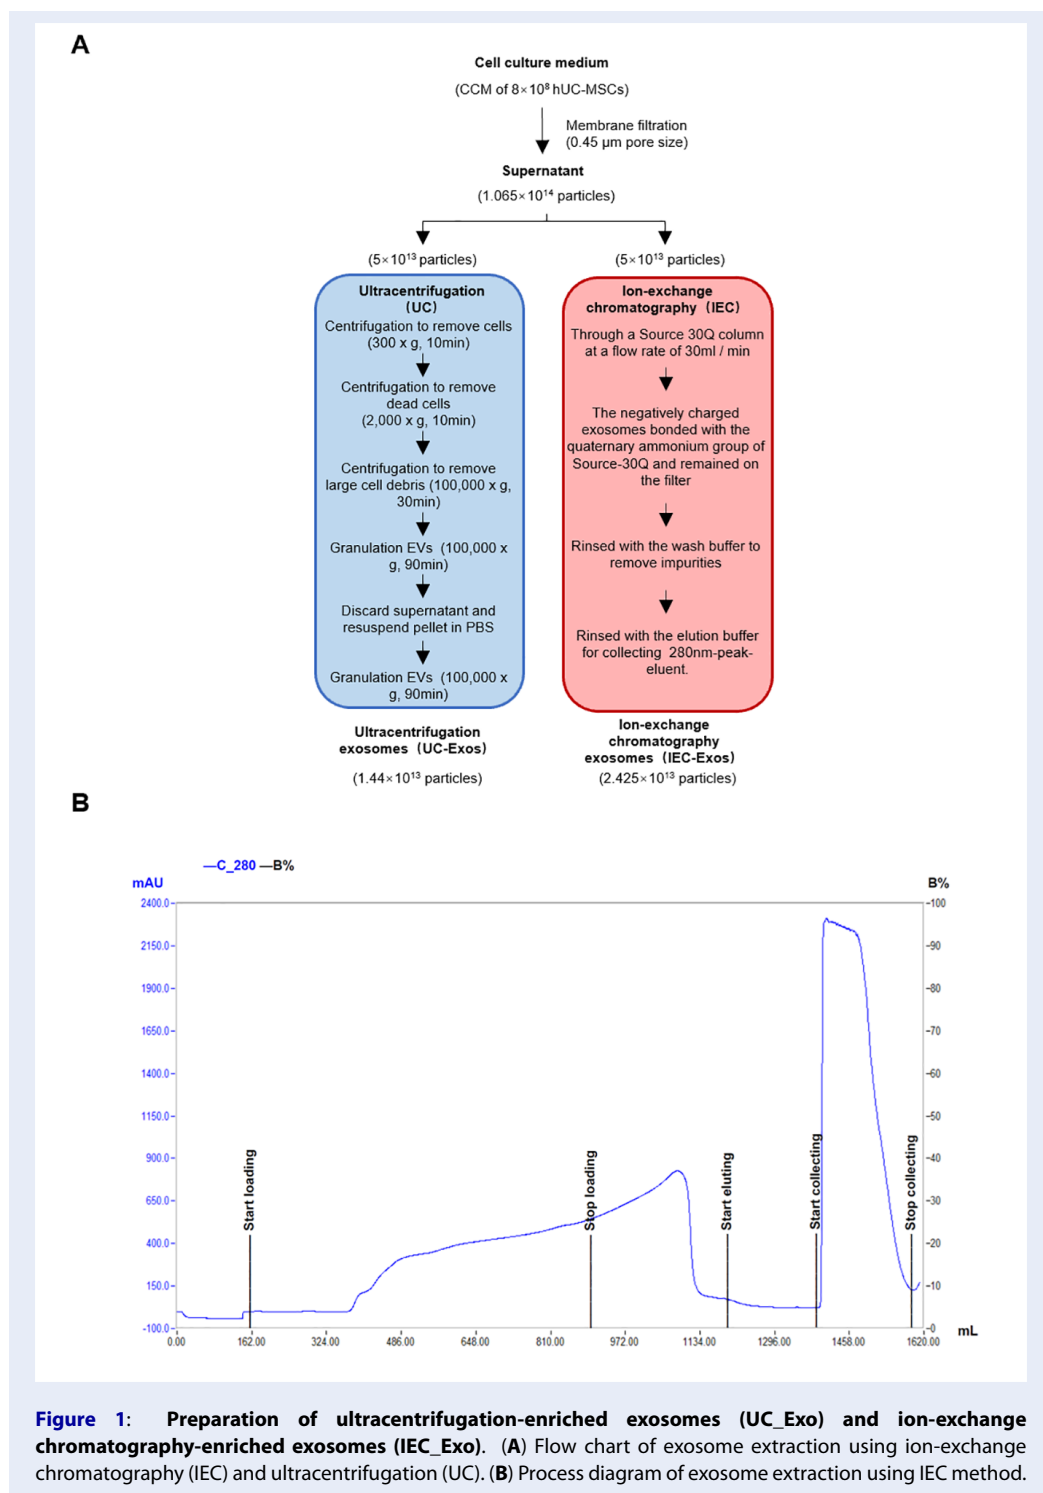 A
Cell culture medium
(CCM of 8×10⁸ hUC-MSCs)
Membrane filtration
(0.45 μm pore size)
Supernatant
(1.065×10¹⁴ particles)
(5×10¹³ particles)
Ultracentrifugation
(UC)
Centrifugation to remove cells
(300 x g, 10min)
Centrifugation to remove
dead cells
(2,000 x g, 10min)
Centrifugation to remove
large cell debris (100,000 x g,
30min)
Granulation EVs (100,000 x
g, 90min)
Discard supernatant and
resuspend pellet in PBS
Granulation EVs (100,000 x
g, 90min)
Ultracentrifugation
exosomes (UC-Exos)
(1.44×10¹³ particles)
(5×10¹³ particles)
Ion-exchange
chromatography (IEC)
Through a Source 30Q column
at a flow rate of 30ml / min
The negatively charged
exosomes bonded with the
quaternary ammonium group of
Source-30Q and remained on
the filter
Rinsed with the wash buffer to
remove impurities
Rinsed with the elution buffer
for collecting 280nm-peak-
eluent.
Ion-exchange
chromatography
exosomes (IEC-Exos)
(2.425×10¹³ particles)
B
—C_280 —B%
mAU
B%
2400.0
2150.0
1900.0
1650.0
1400.0
1150.0
900.0
650.0
400.0
150.0
-100.0
100
90
80
70
60
50
40
30
20
10
0
Start loading
Stop loading
Start eluting
Start collecting
Stop collecting
0.00 162.00 324.00 486.00 648.00 810.00 972.00 1134.00 1296.00 1458.00 1620.00
mL
Figure 1: Preparation of ultracentrifugation-enriched exosomes (UC_Exo) and ion-exchange
chromatography-enriched exosomes (IEC_Exo). (A) Flow chart of exosome extraction using ion-exchange
chromatography (IEC) and ultracentrifugation (UC). (B) Process diagram of exosome extraction using IEC method.